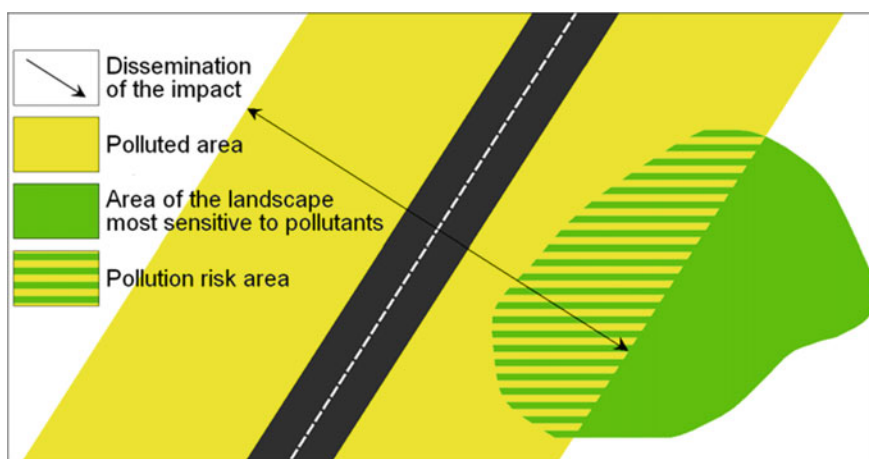 Dissemination
of the impact
Polluted area
Area of the landscape
most sensitive to pollutants
Pollution risk area